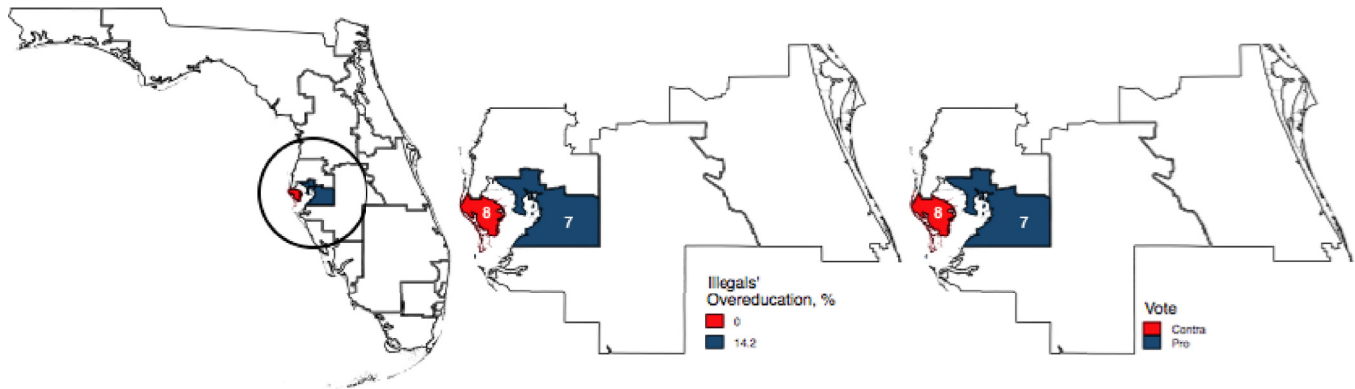 8
7
Illegals'
Overeducation, %
0
14.2
8
7
Vote
Contra
Pro